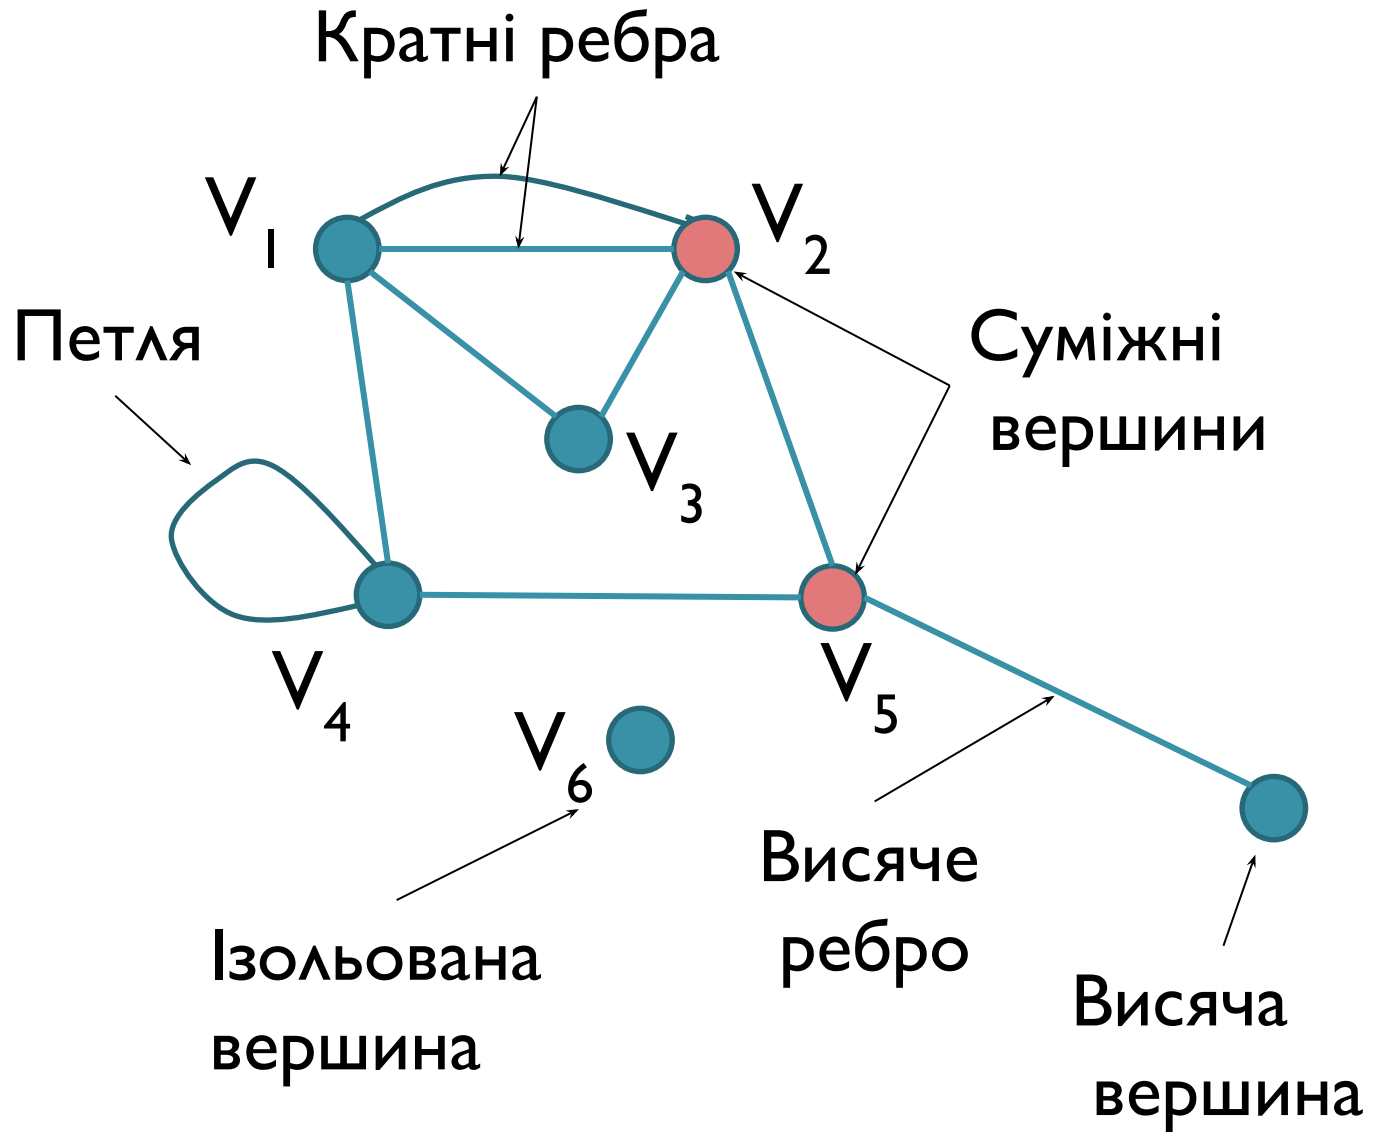 Кратні ребра
V1
V2
Петля
Суміжні
вершини
V3
V4
V5
V6
Висяче
ребро
Ізольована
вершина
Висяча
вершина